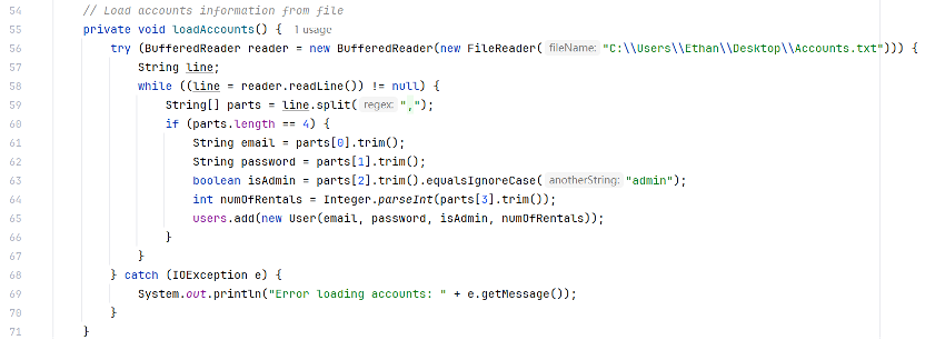 54 // Load accounts information from file
55 private void loadAccounts() { 1 usage
56 try (BufferedReader reader = new BufferedReader(new FileReader( fileName: "C:\\Users\\Ethan\\Desktop\\Accounts.txt"))) {
57 String line;
58 while ((line = reader.readLine()) != null) {
59 String[] parts = line.split( regex: ",");
60 if (parts.length == 4) {
61 String email = parts[0].trim();
62 String password = parts[1].trim();
63 boolean isAdmin = parts[2].trim().equalsIgnoreCase( anotherString: "admin");
64 int numOfRentals = Integer.parseInt(parts[3].trim());
65 users.add(new User(email, password, isAdmin, numOfRentals));
66 }
67 }
68 } catch (IOException e) {
69 System.out.println("Error loading accounts: " + e.getMessage());
70 }
71 }